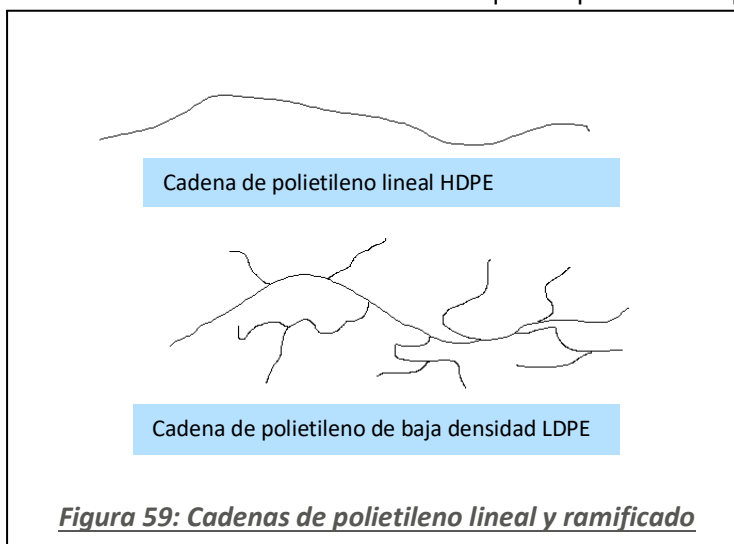 Cadena de polietileno lineal HDPE
Cadena de polietileno de baja densidad LDPE
Figura 59: Cadenas de polietileno lineal y ramificado